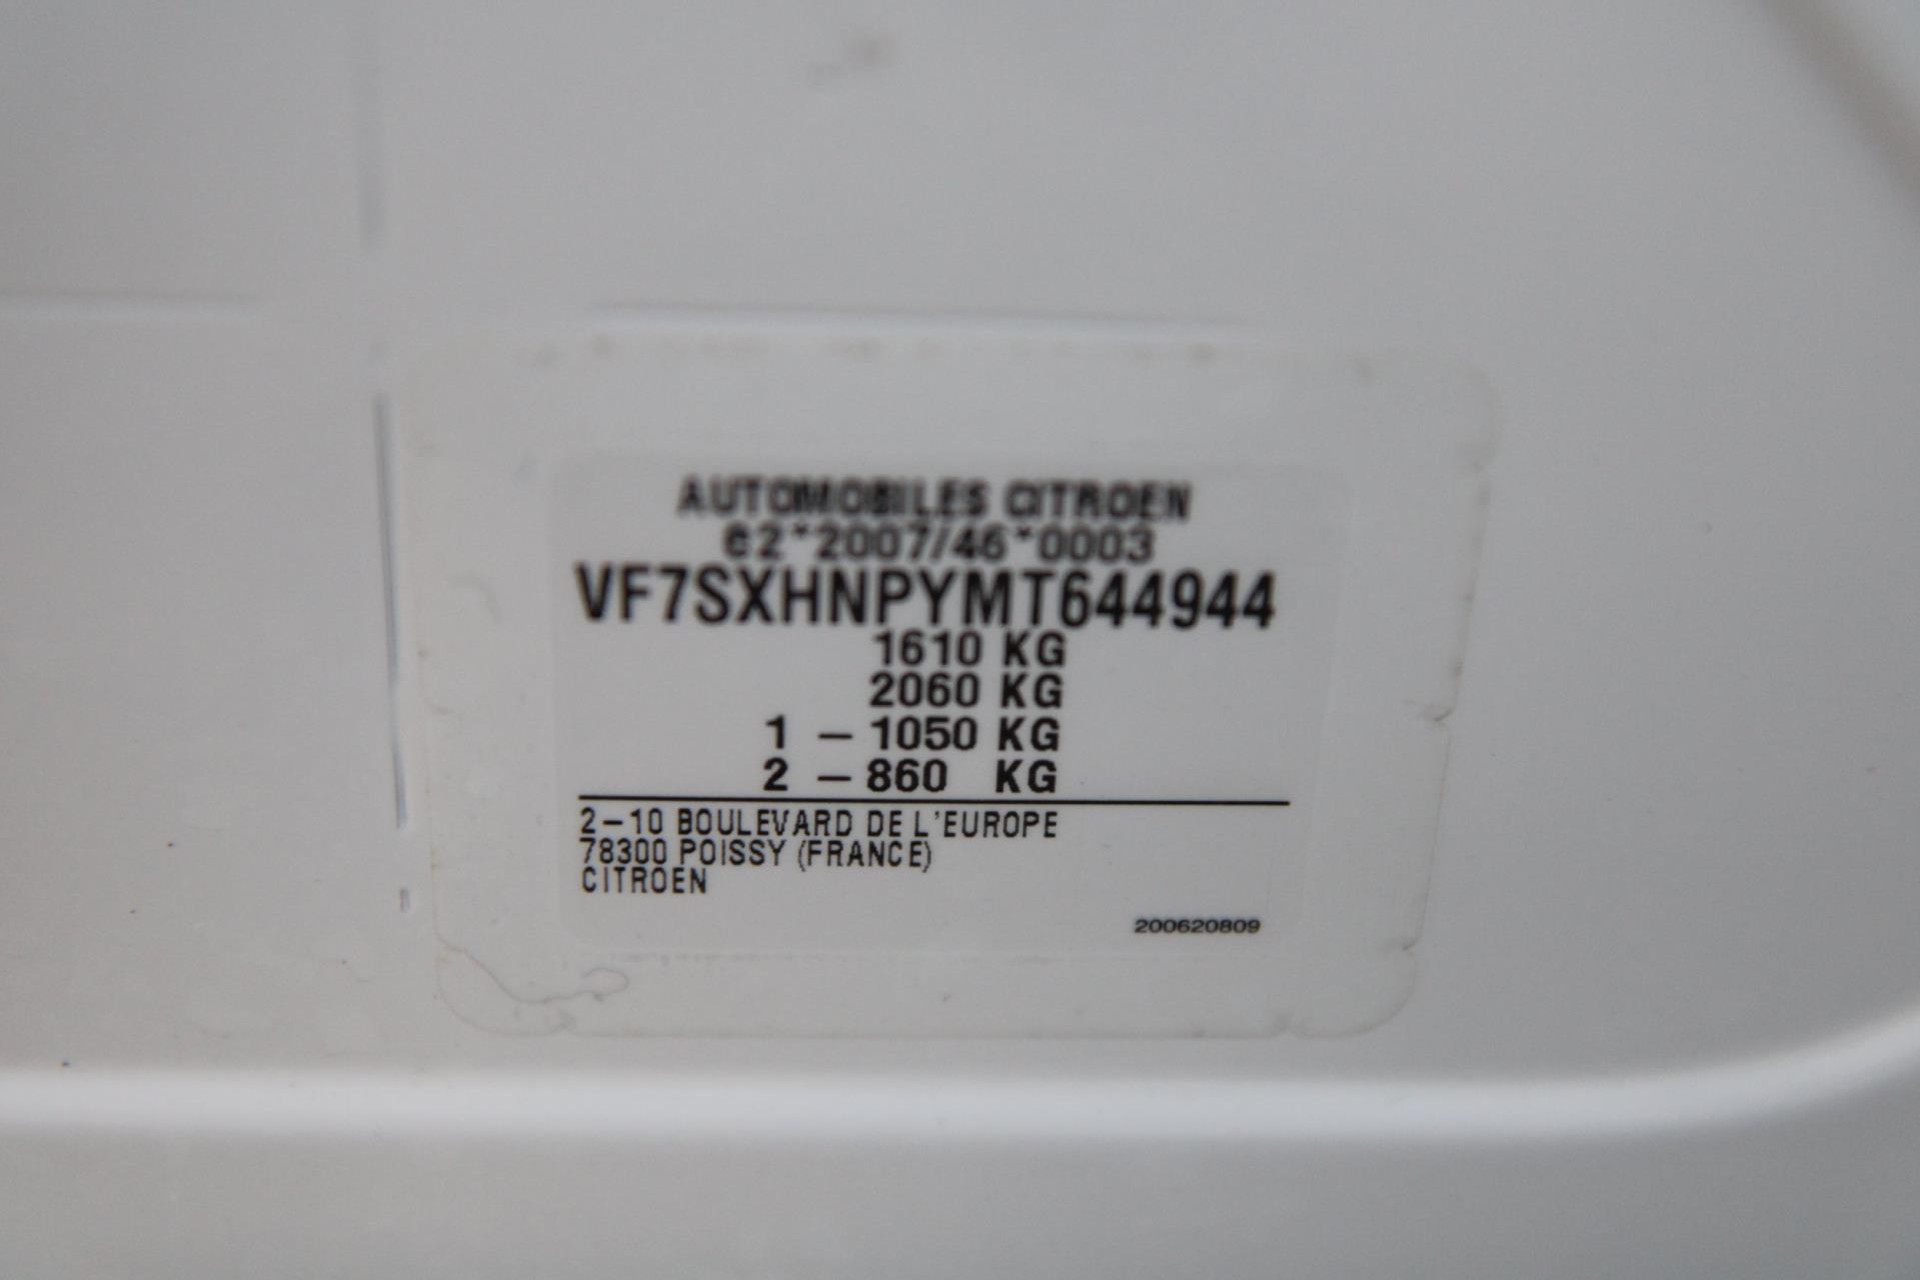 AUTOMOBILES CITROEN
e2*2007/46*0003
VF7SXHNPYMT644944
1610 KG
2060 KG
1 – 1050 KG
2 – 860 KG
2–10 BOULEVARD DE L'EUROPE
78300 POISSY (FRANCE)
CITROEN
200620809